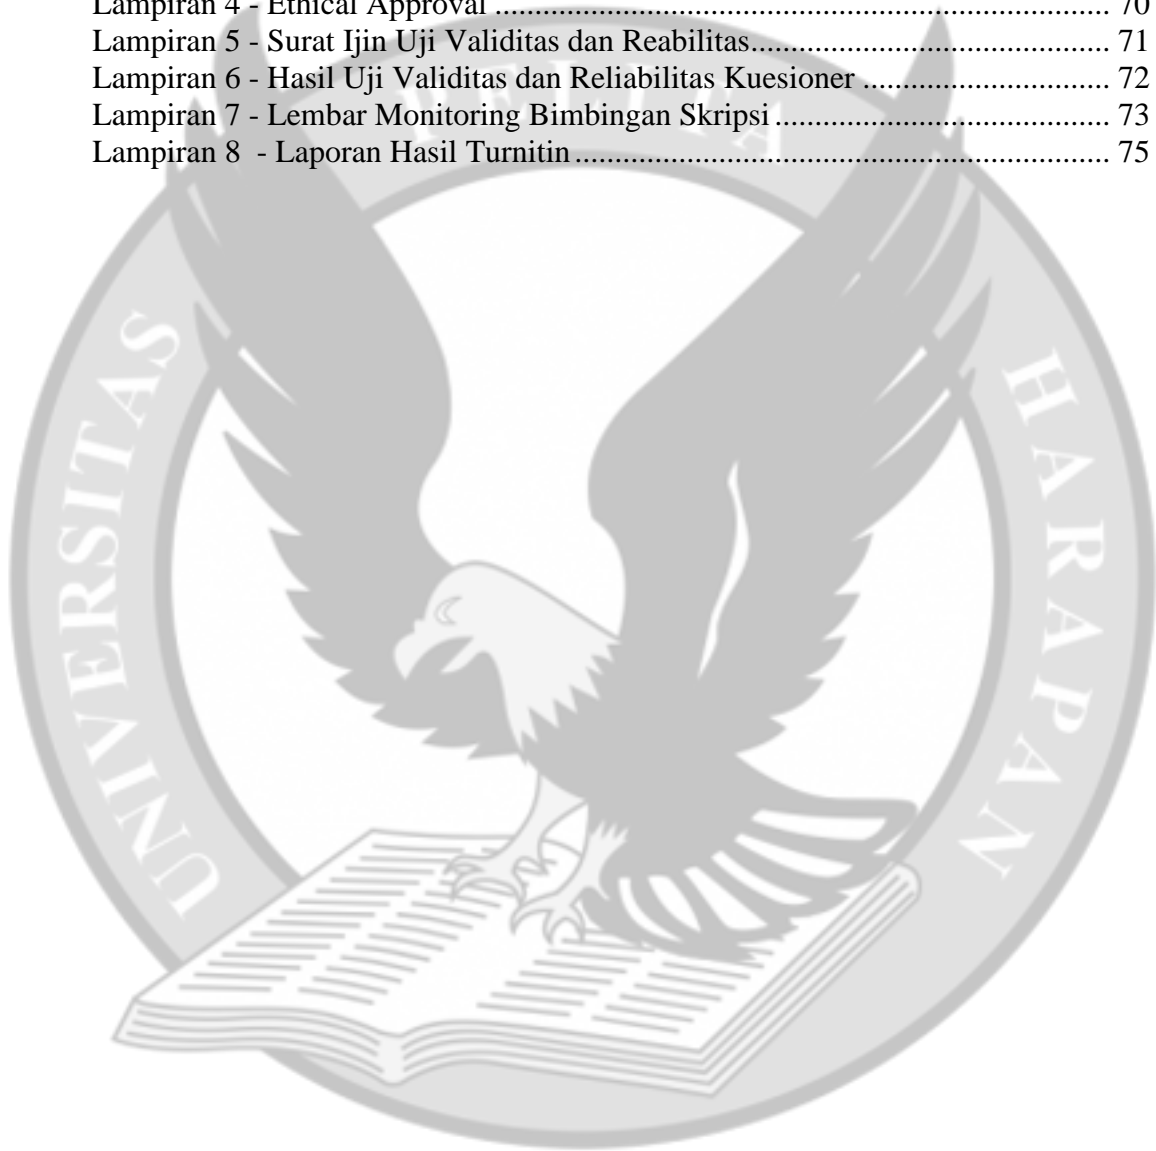 Lampiran 4 - Ethical Approval ........................................................................... 70
Lampiran 5 - Surat Ijin Uji Validitas dan Reabilitas............................................ 71
Lampiran 6 - Hasil Uji Validitas dan Reliabilitas Kuesioner .............................. 72
Lampiran 7 - Lembar Monitoring Bimbingan Skripsi ......................................... 73
Lampiran 8  - Laporan Hasil Turnitin .................................................................. 75
UNIVERSITAS
PELITA
HARAPAN